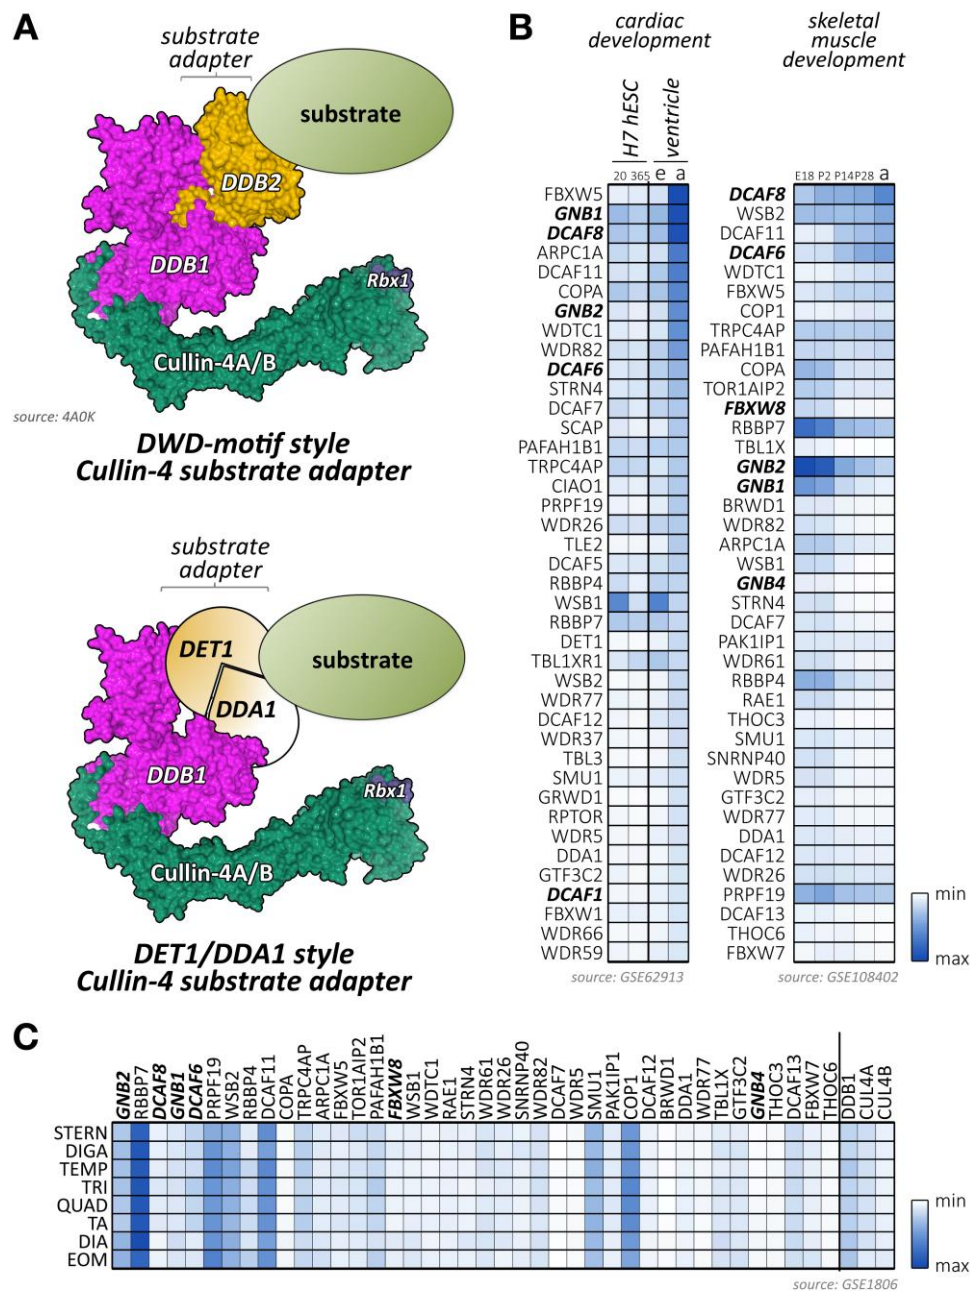 A
substrate
adapter
substrate
DDB2
DDB1
Rbx1
Cullin-4A/B
source: 4A0K
DWD-motif style
Cullin-4 substrate adapter
substrate
adapter
DET1
substrate
DDA1
DDB1
Rbx1
Cullin-4A/B
DET1/DDA1 style
Cullin-4 substrate adapter
B
cardiac
development
H7 hESC
ventricle
20 365 e a
FBXW5
GNB1
DCAF8
ARPC1A
DCAF11
COPA
GNB2
WDTC1
WDR82
DCAF6
STRN4
DCAF7
SCAP
PAFAH1B1
TRPC4AP
CIAO1
PRPF19
WDR26
TLE2
DCAF5
RBBP4
WSB1
RBBP7
DET1
TBL1XR1
WSB2
WDR77
DCAF12
WDR37
TBL3
SMU1
GRWD1
RPTOR
WDR5
DDA1
GTF3C2
DCAF1
FBXW1
WDR66
WDR59
source: GSE62913
skeletal
muscle
development
E18 P2 P14 P28 a
DCAF8
WSB2
DCAF11
DCAF6
WDTC1
FBXW5
COP1
TRPC4AP
PAFAH1B1
COPA
TOR1AIP2
FBXW8
RBBP7
TBL1X
GNB2
GNB1
BRWD1
WDR82
ARPC1A
WSB1
GNB4
STRN4
DCAF7
PAK1IP1
WDR61
RBBP4
RAE1
THOC3
SMU1
SNRNP40
WDR5
GTF3C2
WDR77
DDA1
DCAF12
WDR26
PRPF19
DCAF13
THOC6
FBXW7
source: GSE108402
min
max
C
GNB2
RBBP7
DCAF8
GNB1
DCAF6
PRPF19
WSB2
RBBP4
DCAF11
COPA
TRPC4AP
ARPC1A
FBXW5
TOR1AIP2
PAFAH1B1
FBXW8
WSB1
WDTC1
RAE1
STRN4
WDR61
WDR26
SNRNP40
WDR82
DCAF7
WDR5
SMU1
PAK1IP1
COP1
DCAF12
BRWD1
DDA1
WDR77
TBL1X
GTF3C2
GNB4
THOC3
DCAF13
FBXW7
THOC6
DDB1
CUL4A
CUL4B
STERN
DIGA
TEMP
TRI
QUAD
TA
DIA
EOM
min
max
source: GSE1806